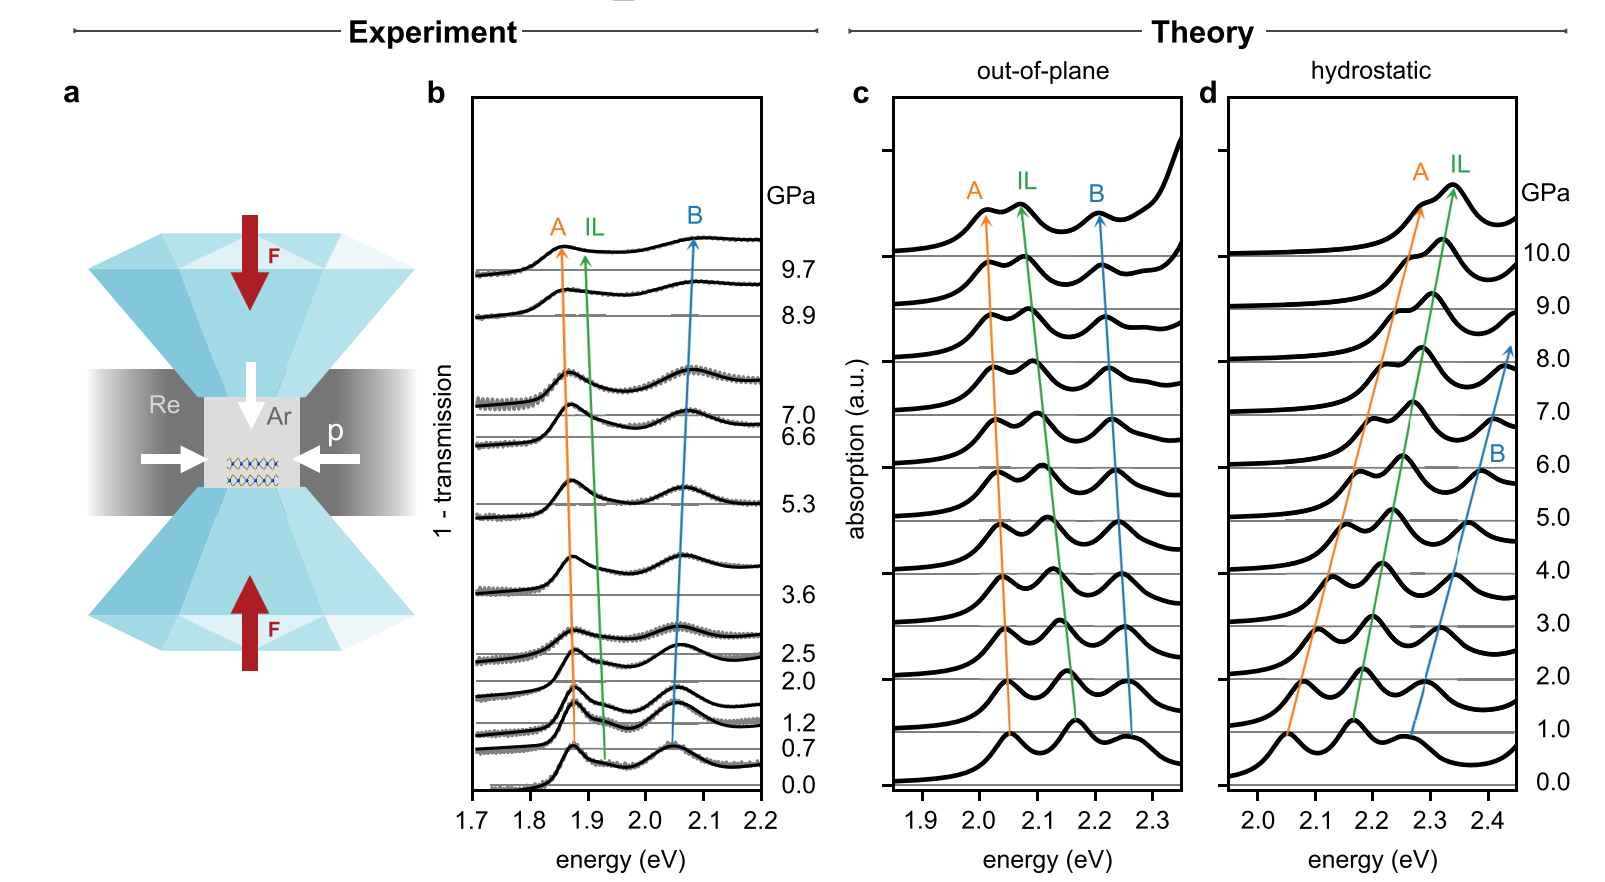 Experiment
Theory
out-of-plane
hydrostatic
a
b
c
d
F
Re
Ar
p
F
1 - transmission
A
IL
B
GPa
9.7
8.9
7.0
6.6
5.3
3.6
2.5
2.0
1.2
0.7
0.0
1.7 1.8 1.9 2.0 2.1 2.2
energy (eV)
absorption (a.u.)
A
IL
B
1.9 2.0 2.1 2.2 2.3
energy (eV)
A
IL
B
GPa
10.0
9.0
8.0
7.0
6.0
5.0
4.0
3.0
2.0
1.0
0.0
2.0 2.1 2.2 2.3 2.4
energy (eV)